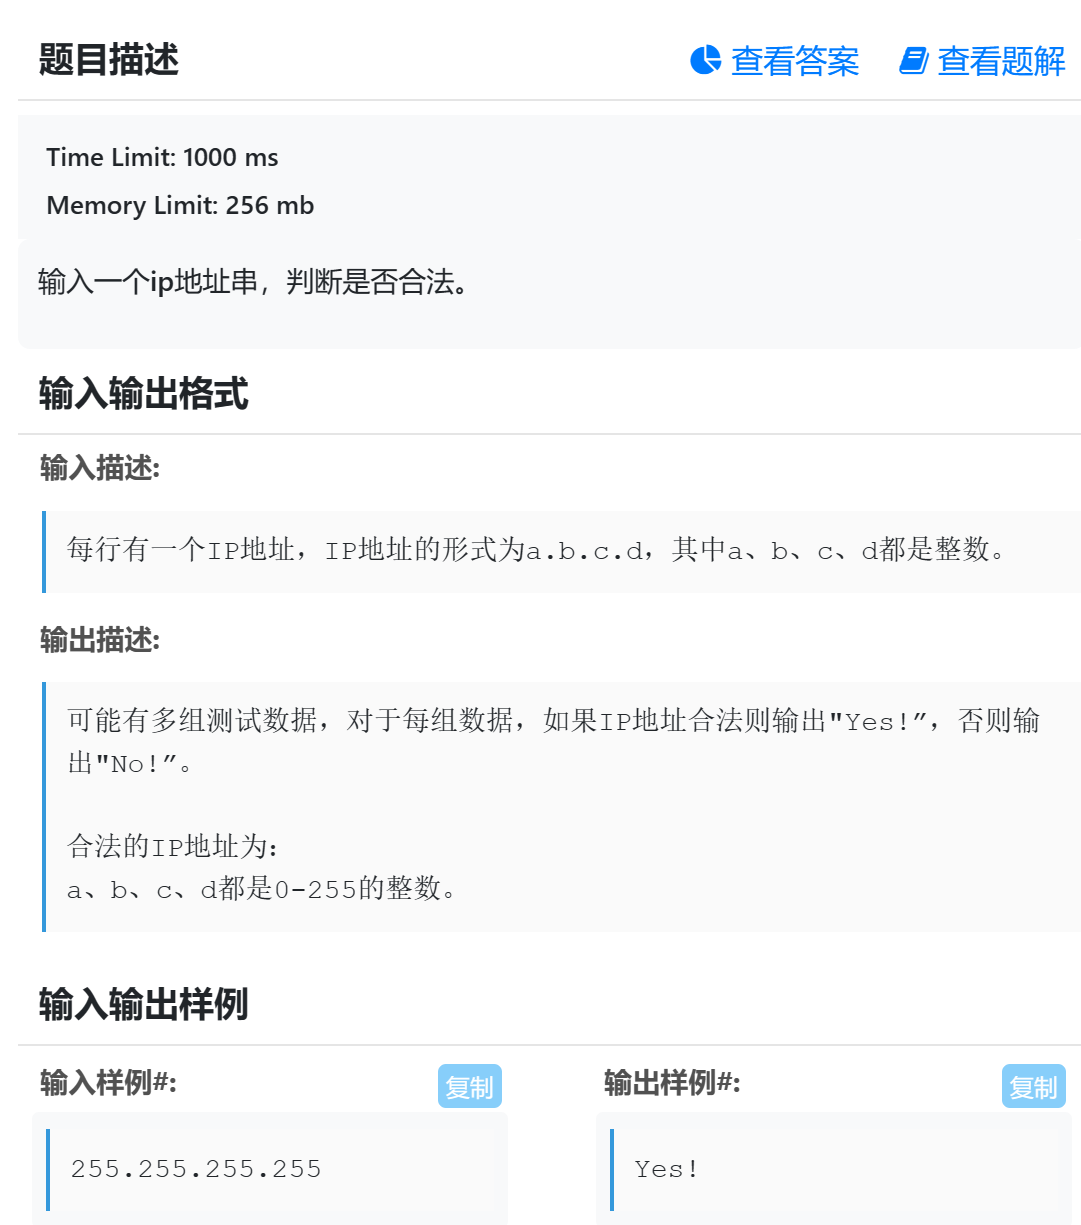 题目描述
查看答案
查看题解
Time Limit: 1000 ms
Memory Limit: 256 mb
输入一个ip地址串，判断是否合法。
输入输出格式
输入描述:
每行有一个IP地址，IP地址的形式为a.b.c.d，其中a、b、c、d都是整数。
输出描述:
可能有多组测试数据，对于每组数据，如果IP地址合法则输出"Yes!”，否则输
出"No!”。
合法的IP地址为:
a、b、c、d都是0-255的整数。
输入输出样例
输入样例#:
复制
输出样例#:
复制
255.255.255.255
Yes!